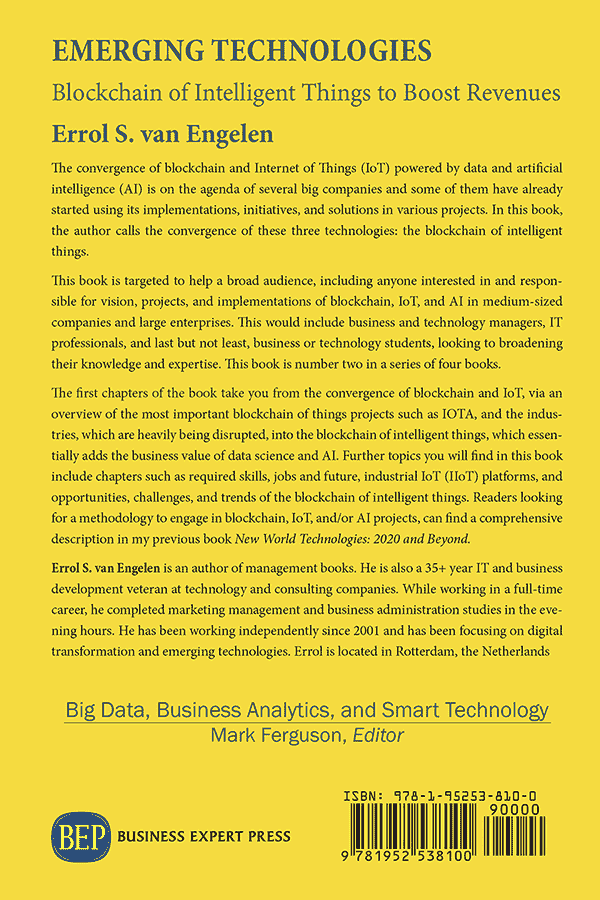 EMERGING TECHNOLOGIES
Blockchain of Intelligent Things to Boost Revenues
Errol S. van Engelen
The convergence of blockchain and Internet of Things (IoT) powered by data and artificial
intelligence (AI) is on the agenda of several big companies and some of them have already
started using its implementations, initiatives, and solutions in various projects. In this book,
the author calls the convergence of these three technologies: the blockchain of intelligent
things.
This book is targeted to help a broad audience, including anyone interested in and respon-
sible for vision, projects, and implementations of blockchain, IoT, and AI in medium-sized
companies and large enterprises. This would include business and technology managers, IT
professionals, and last but not least, business or technology students, looking to broadening
their knowledge and expertise. This book is number two in a series of four books.
The first chapters of the book take you from the convergence of blockchain and IoT, via an
overview of the most important blockchain of things projects such as IOTA, and the indus-
tries, which are heavily being disrupted, into the blockchain of intelligent things, which essen-
tially adds the business value of data science and AI. Further topics you will find in this book
include chapters such as required skills, jobs and future, industrial IoT (IIoT) platforms, and
opportunities, challenges, and trends of the blockchain of intelligent things. Readers looking
for a methodology to engage in blockchain, IoT, and/or AI projects, can find a comprehensive
description in my previous book New World Technologies: 2020 and Beyond.
Errol S. van Engelen is an author of management books. He is also a 35+ year IT and business
development veteran at technology and consulting companies. While working in a full-time
career, he completed marketing management and business administration studies in the eve-
ning hours. He has been working independently since 2001 and has been focusing on digital
transformation and emerging technologies. Errol is located in Rotterdam, the Netherlands
Big Data, Business Analytics, and Smart Technology
Mark Ferguson, Editor
ISBN: 978-1-95253-810-0
90000
BEP BUSINESS EXPERT PRESS
9 781952 538100